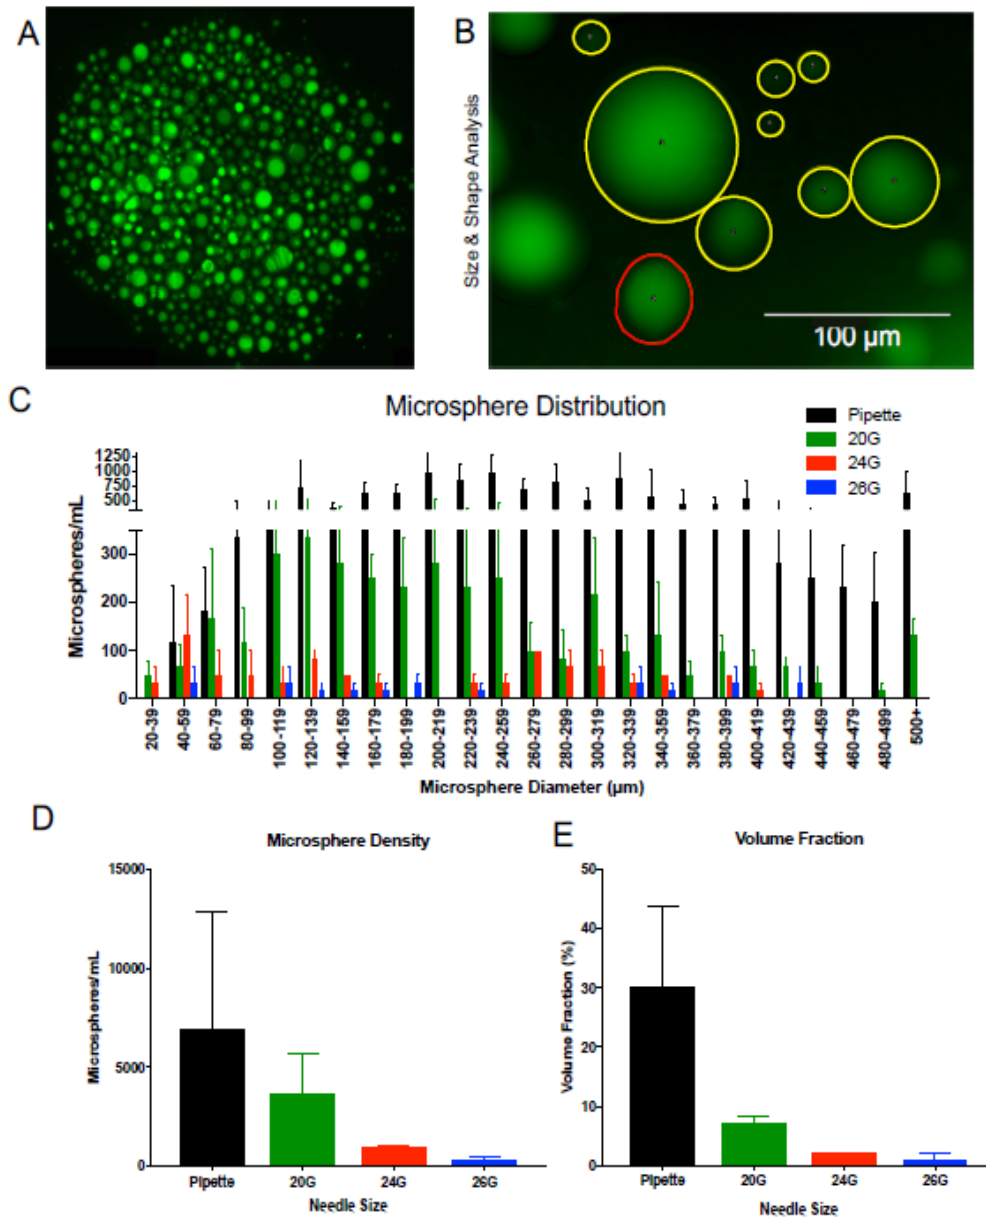 A
B
Size & Shape Analysis
100 µm
C
Microsphere Distribution
Pipette
20G
24G
26G
Microspheres/mL
1250
1000
750
500
300
200
100
0
20-39
40-59
60-79
80-99
100-119
120-139
140-159
160-179
180-199
200-219
220-239
240-259
260-279
280-299
300-319
320-339
340-359
360-379
380-399
400-419
420-439
440-459
460-479
480-499
500+
Microsphere Diameter (µm)
D
Microsphere Density
Microspheres/mL
15000
10000
5000
0
Pipette
20G
24G
26G
Needle Size
E
Volume Fraction
Volume Fraction (%)
50
40
30
20
10
0
Pipette
20G
24G
26G
Needle Size